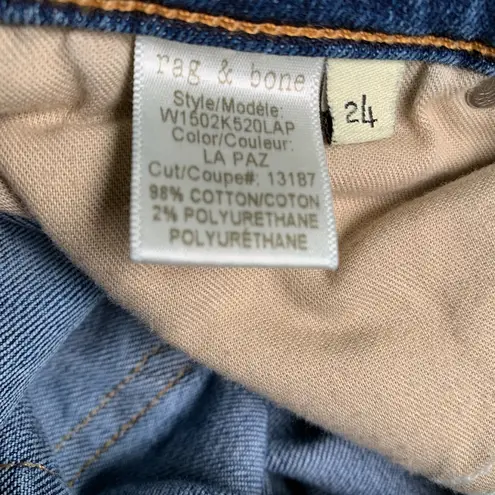 rag & bone
Style/Modèle:
W1502K520LAP
Color/Couleur:
LA PAZ
Cut/Coupe#: 13187
98% COTTON/COTON
2% POLYURETHANE
POLYURÉTHANE
24